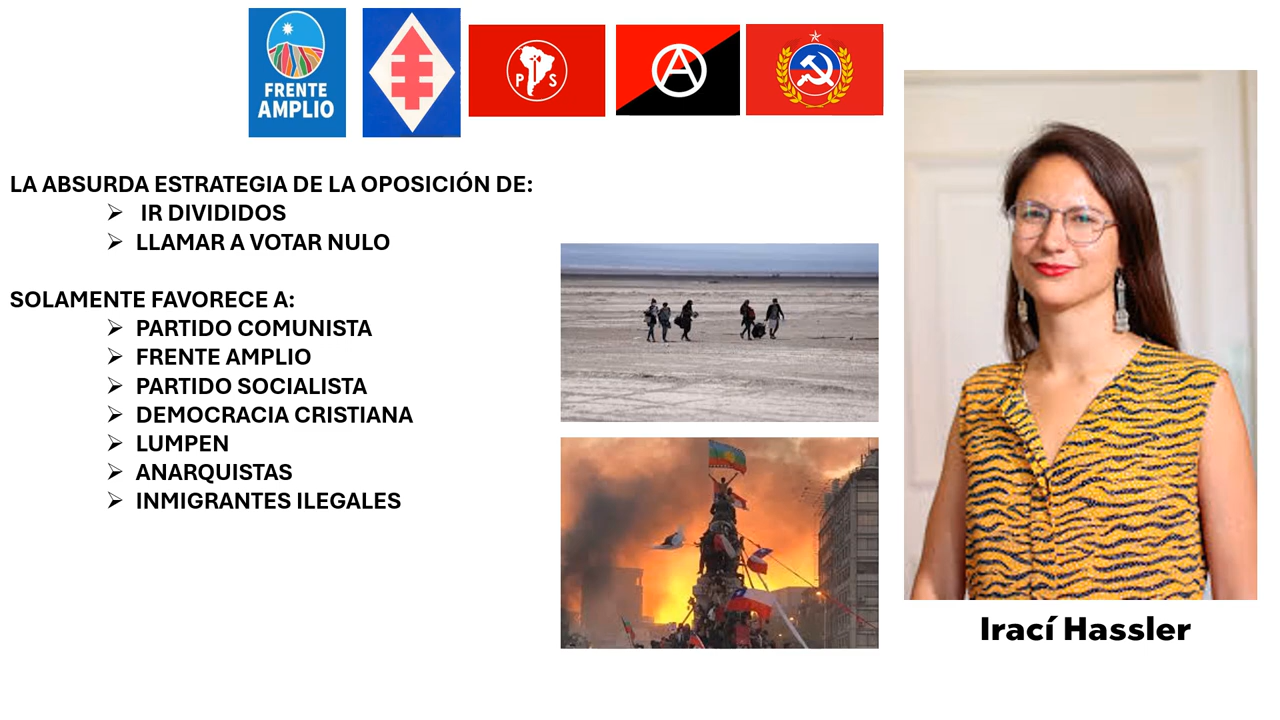 FRENTE
AMPLIO
P S
LA ABSURDA ESTRATEGIA DE LA OPOSICIÓN DE:
➢ IR DIVIDIDOS
➢ LLAMAR A VOTAR NULO
SOLAMENTE FAVORECE A:
➢ PARTIDO COMUNISTA
➢ FRENTE AMPLIO
➢ PARTIDO SOCIALISTA
➢ DEMOCRACIA CRISTIANA
➢ LUMPEN
➢ ANARQUISTAS
➢ INMIGRANTES ILEGALES
Irací Hassler